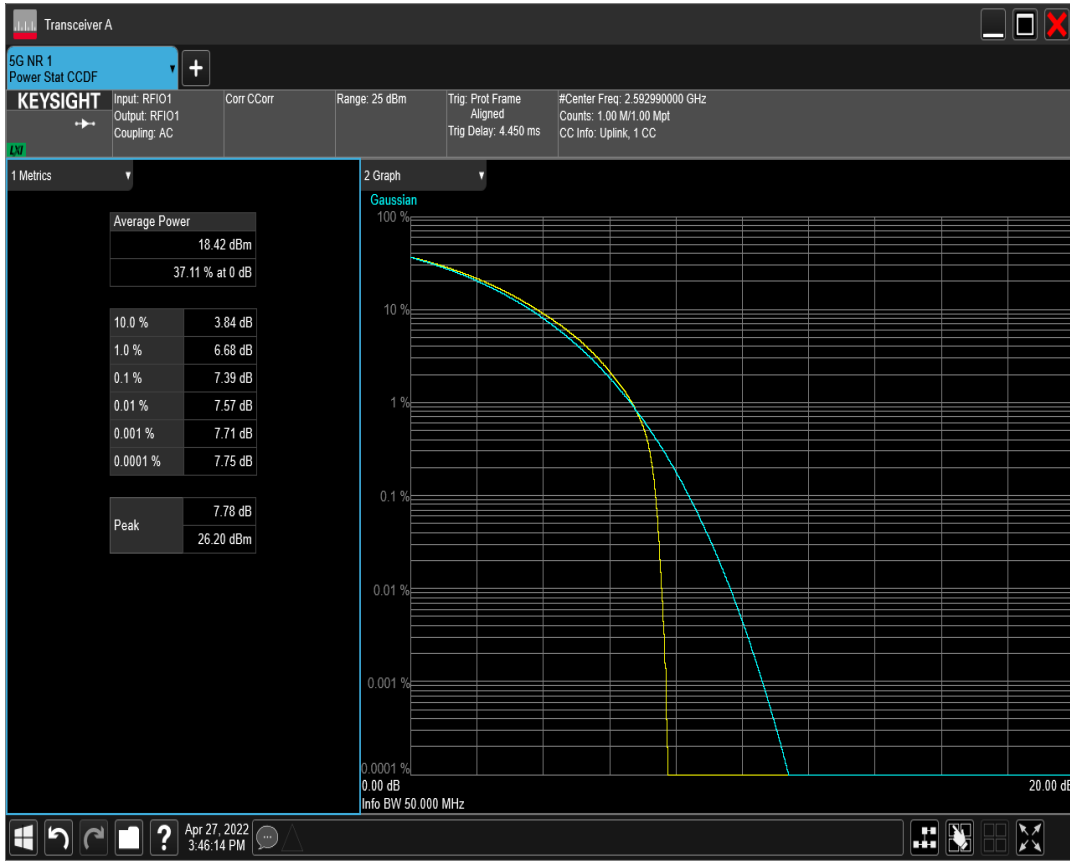 Transceiver A
5G NR 1
Power Stat CCDF
KEYSIGHT
LXI
Input: RFIO1
Output: RFIO1
Coupling: AC
Corr CCorr
Range: 25 dBm
Trig: Prot Frame
Aligned
Trig Delay: 4.450 ms
#Center Freq: 2.592990000 GHz
Counts: 1.00 M/1.00 Mpt
CC Info: Uplink, 1 CC
1 Metrics
Average Power
18.42 dBm
37.11 % at 0 dB
10.0 % 3.84 dB
1.0 % 6.68 dB
0.1 % 7.39 dB
0.01 % 7.57 dB
0.001 % 7.71 dB
0.0001 % 7.75 dB
Peak
7.78 dB
26.20 dBm
2 Graph
Gaussian
100 %
10 %
1 %
0.1 %
0.01 %
0.001 %
0.0001 %
0.00 dB 20.00 dB
Info BW 50.000 MHz
?
Apr 27, 2022
3:46:14 PM